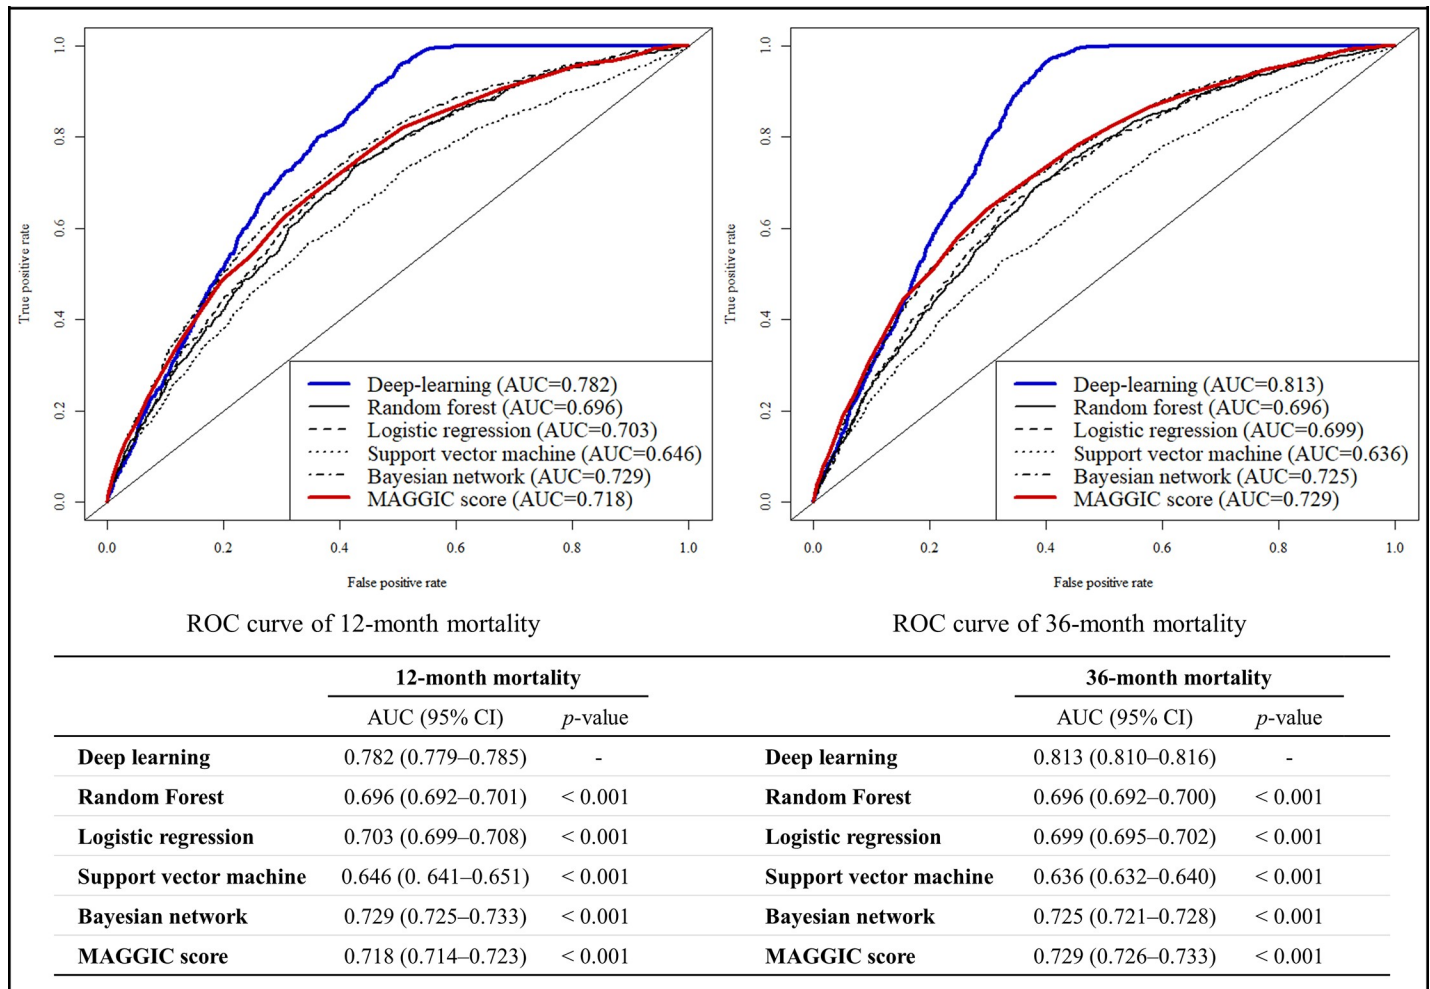 True positive rate
1.0
0.8
0.6
0.4
0.2
0.0
Deep-learning (AUC=0.782)
Random forest (AUC=0.696)
Logistic regression (AUC=0.703)
Support vector machine (AUC=0.646)
Bayesian network (AUC=0.729)
MAGGIC score (AUC=0.718)
0.0 0.2 0.4 0.6 0.8 1.0
False positive rate
ROC curve of 12-month mortality
True positive rate
1.0
0.8
0.6
0.4
0.2
0.0
Deep-learning (AUC=0.813)
Random forest (AUC=0.696)
Logistic regression (AUC=0.699)
Support vector machine (AUC=0.636)
Bayesian network (AUC=0.725)
MAGGIC score (AUC=0.729)
0.0 0.2 0.4 0.6 0.8 1.0
False positive rate
ROC curve of 36-month mortality
12-month mortality 36-month mortality
AUC (95% CI) p-value AUC (95% CI) p-value
Deep learning 0.782 (0.779–0.785) - Deep learning 0.813 (0.810–0.816) -
Random Forest 0.696 (0.692–0.701) < 0.001 Random Forest 0.696 (0.692–0.700) < 0.001
Logistic regression 0.703 (0.699–0.708) < 0.001 Logistic regression 0.699 (0.695–0.702) < 0.001
Support vector machine 0.646 (0. 641–0.651) < 0.001 Support vector machine 0.636 (0.632–0.640) < 0.001
Bayesian network 0.729 (0.725–0.733) < 0.001 Bayesian network 0.725 (0.721–0.728) < 0.001
MAGGIC score 0.718 (0.714–0.723) < 0.001 MAGGIC score 0.729 (0.726–0.733) < 0.001